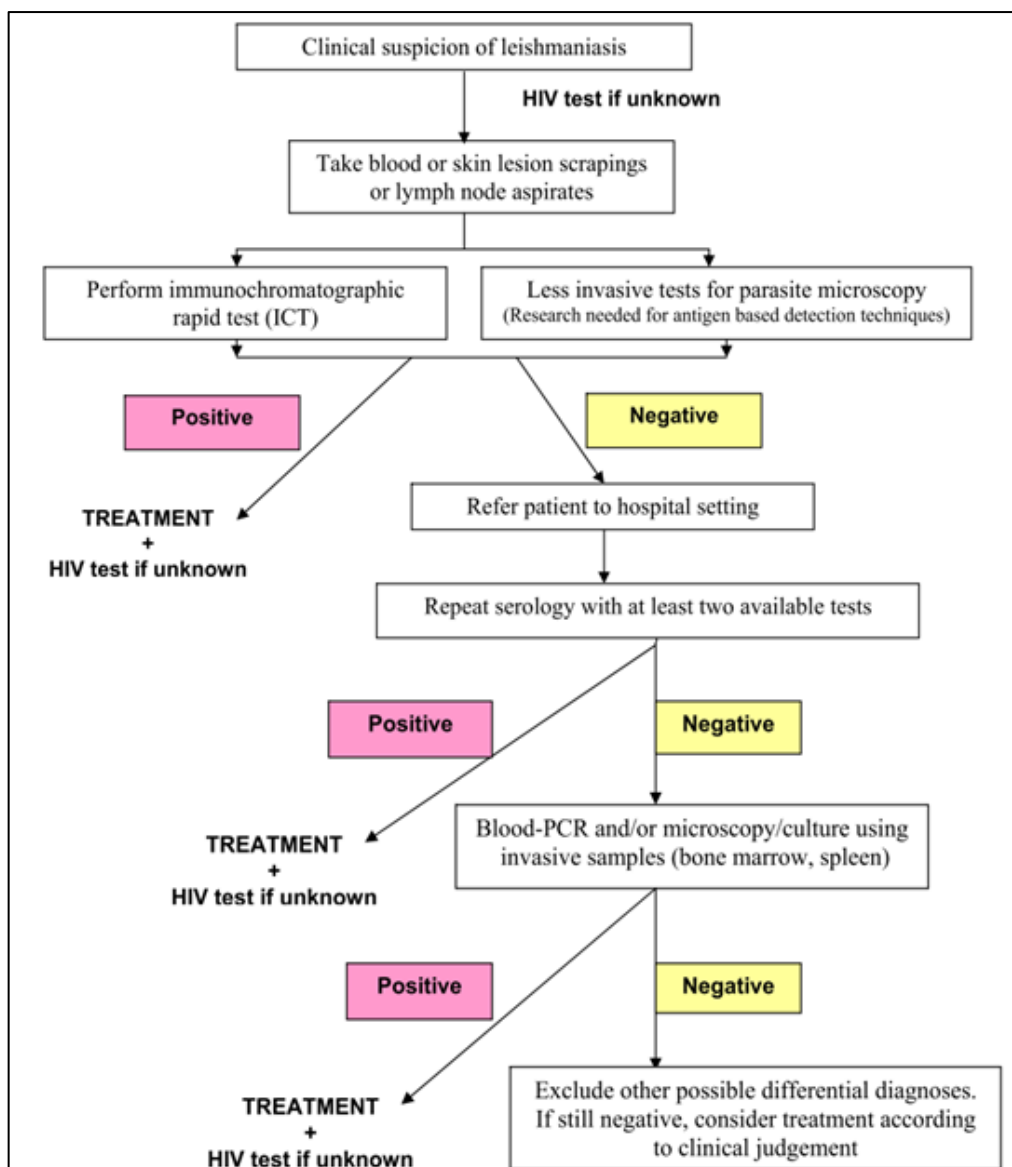 Clinical suspicion of leishmaniasis
HIV test if unknown
Take blood or skin lesion scrapings
or lymph node aspirates
Perform immunochromatographic
rapid test (ICT)
Less invasive tests for parasite microscopy
(Research needed for antigen based detection techniques)
Positive
Negative
Refer patient to hospital setting
TREATMENT
+
HIV test if unknown
Repeat serology with at least two available tests
Positive
Negative
Blood-PCR and/or microscopy/culture using
invasive samples (bone marrow, spleen)
TREATMENT
+
HIV test if unknown
Positive
Negative
Exclude other possible differential diagnoses.
If still negative, consider treatment according
to clinical judgement
TREATMENT
+
HIV test if unknown